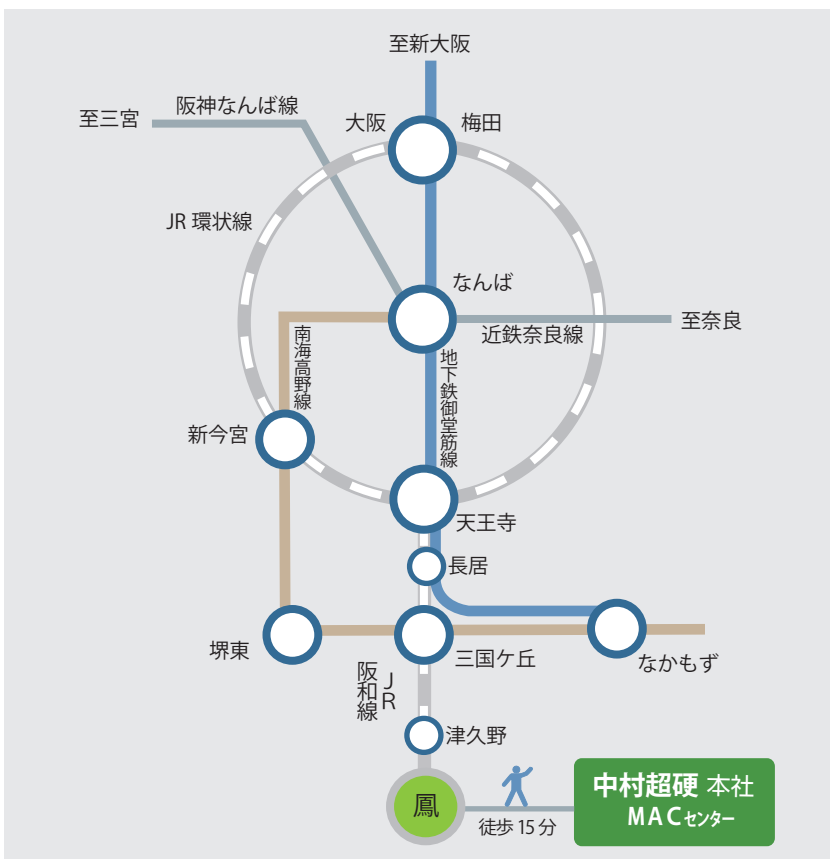 至新大阪
至三宮
阪神なんば線
大阪
梅田
JR 環状線
なんば
近鉄奈良線
至奈良
南海高野線
地下鉄御堂筋線
新今宮
天王寺
長居
堺東
三国ケ丘
なかもず
JR
阪和線
津久野
鳳
徒歩 15 分
中村超硬 本社
MACセンター